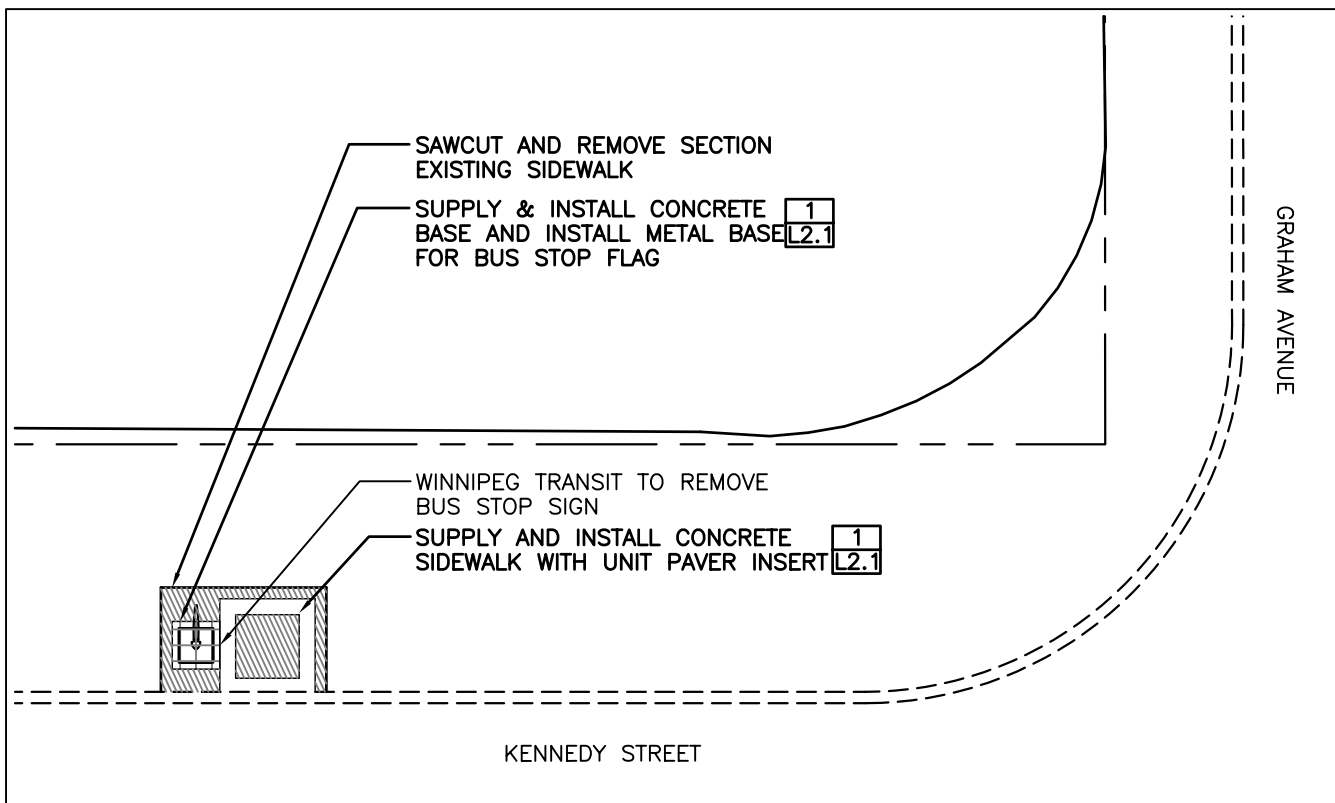 SAWCUT AND REMOVE SECTION
EXISTING SIDEWALK
SUPPLY & INSTALL CONCRETE
BASE AND INSTALL METAL BASE
FOR BUS STOP FLAG
1
L2.1
GRAHAM AVENUE
WINNIPEG TRANSIT TO REMOVE
BUS STOP SIGN
SUPPLY AND INSTALL CONCRETE
SIDEWALK WITH UNIT PAVER INSERT
1
L2.1
KENNEDY STREET